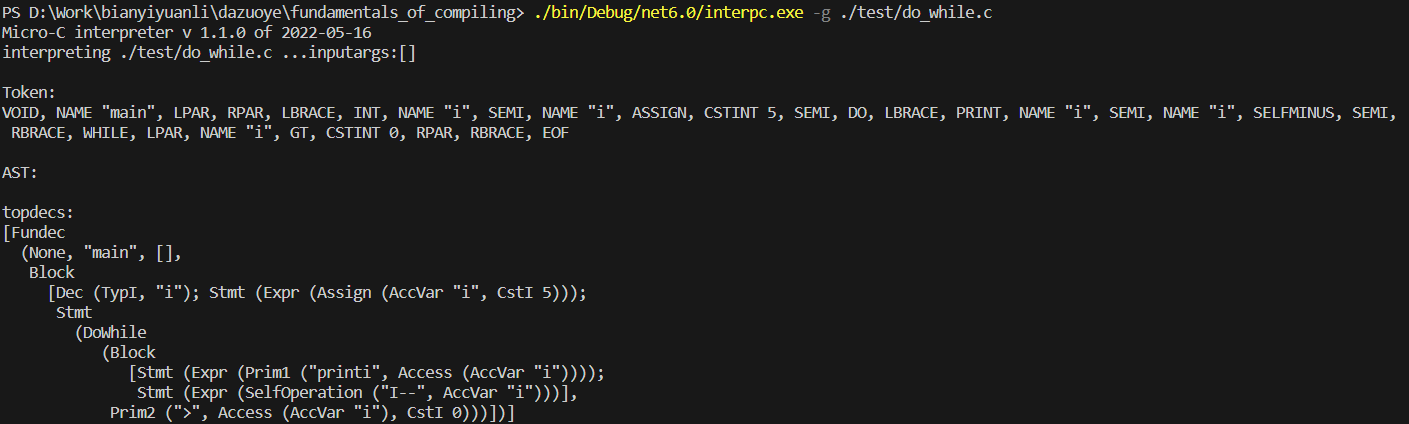 PS D:\Work\bianyiyuanli\dazuoye\fundamentals_of_compiling> ./bin/Debug/net6.0/interpc.exe -g ./test/do_while.c
Micro-C interpreter v 1.1.0 of 2022-05-16
interpreting ./test/do_while.c ...inputargs:[]

Token:
VOID, NAME "main", LPAR, RPAR, LBRACE, INT, NAME "i", SEMI, NAME "i", ASSIGN, CSTINT 5, SEMI, DO, LBRACE, PRINT, NAME "i", SEMI, NAME "i", SELFMINUS, SEMI,
 RBRACE, WHILE, LPAR, NAME "i", GT, CSTINT 0, RPAR, RBRACE, EOF

AST:

topdecs:
[Fundec
  (None, "main", [],
   Block
     [Dec (TypI, "i"); Stmt (Expr (Assign (AccVar "i", CstI 5)));
      Stmt
        (DoWhile
           (Block
              [Stmt (Expr (Prim1 ("printi", Access (AccVar "i"))));
               Stmt (Expr (SelfOperation ("I--", AccVar "i")))],
            Prim2 (">", Access (AccVar "i"), CstI 0)))])]